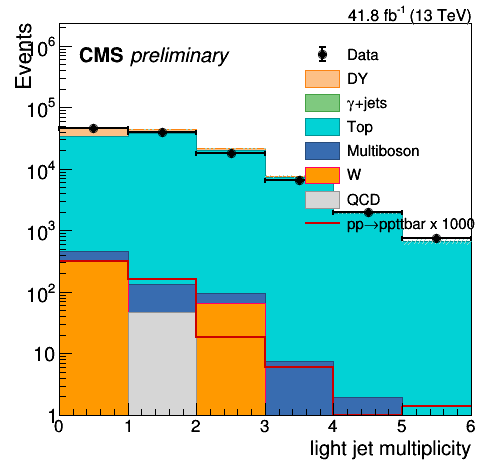 41.8 fb⁻¹ (13 TeV)
CMS preliminary
Events
10⁶
10⁵
10⁴
10³
10²
10
1
Data
DY
γ+jets
Top
Multiboson
W
QCD
pp→ppttbar x 1000
0 1 2 3 4 5 6
light jet multiplicity